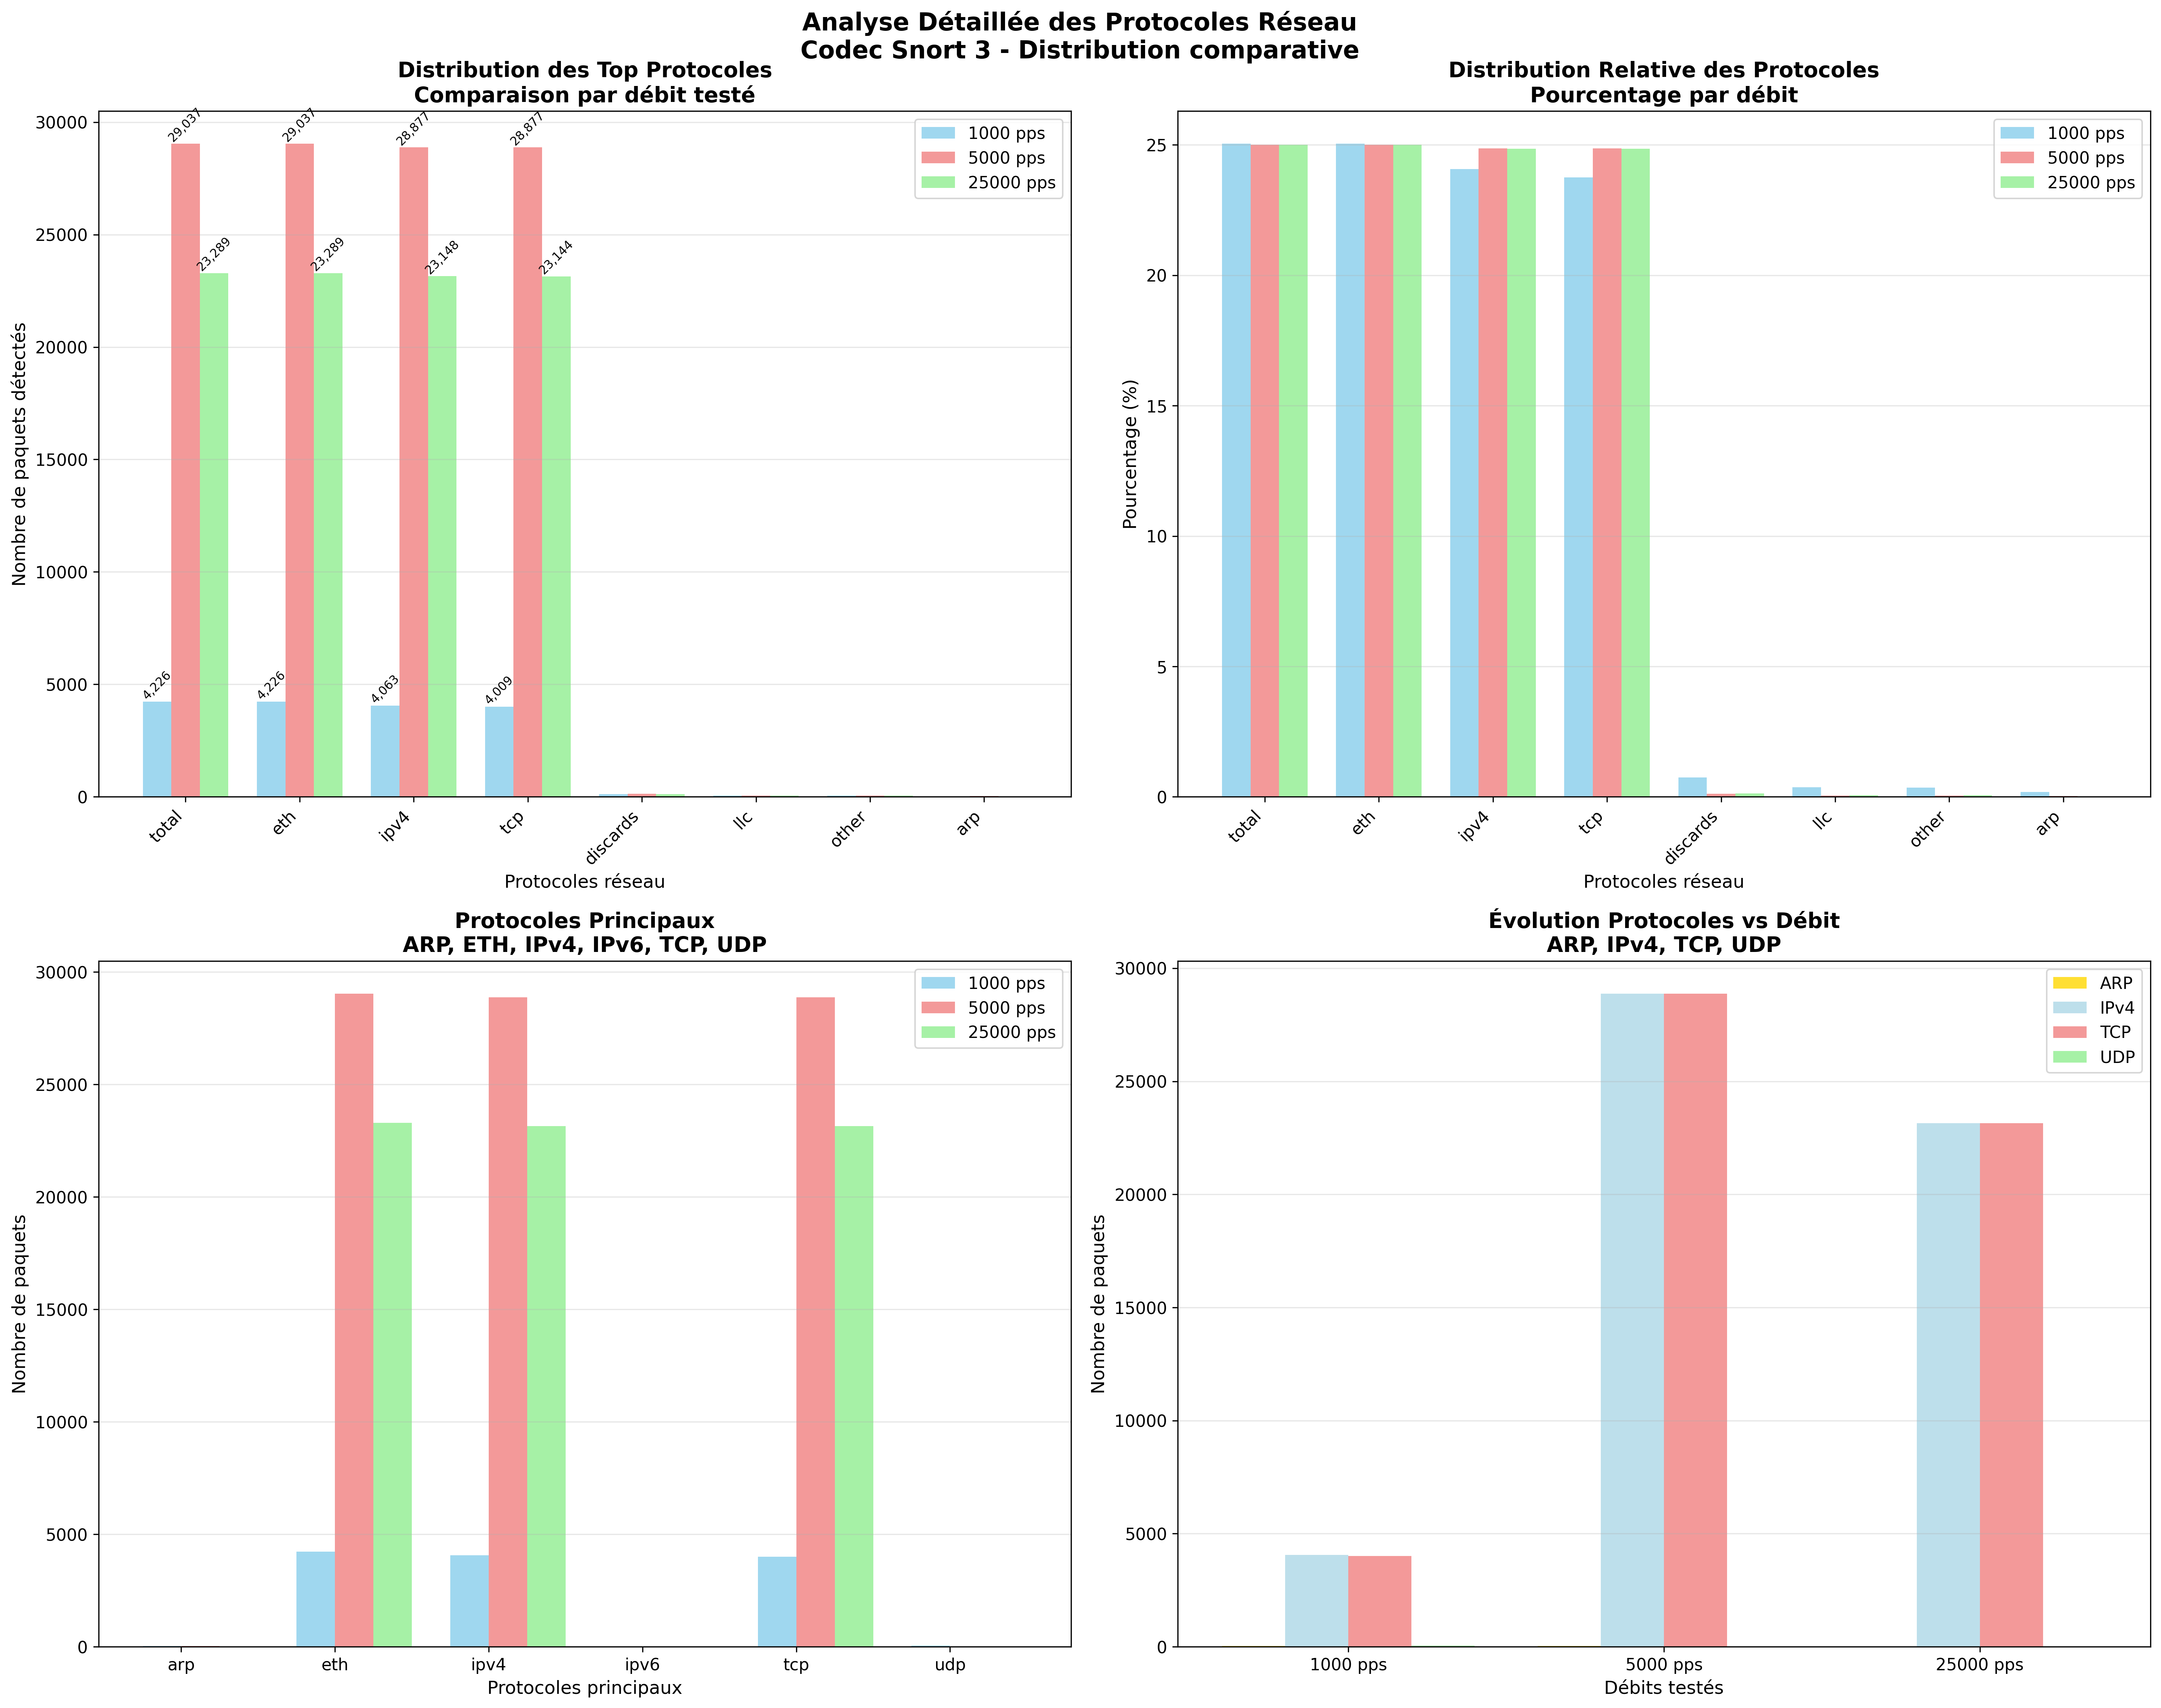 Analyse Détaillée des Protocoles Réseau
Codec Snort 3 - Distribution comparative
Distribution des Top Protocoles
Comparaison par débit testé
Nombre de paquets détectés
30000
25000
20000
15000
10000
5000
0
4,226
29,037
23,289
4,226
29,037
23,289
4,063
28,877
23,148
4,009
28,877
23,144
1000 pps
5000 pps
25000 pps
total
eth
ipv4
tcp
discards
llc
other
arp
Protocoles réseau
Distribution Relative des Protocoles
Pourcentage par débit
Pourcentage (%)
25
20
15
10
5
0
1000 pps
5000 pps
25000 pps
total
eth
ipv4
tcp
discards
llc
other
arp
Protocoles réseau
Protocoles Principaux
ARP, ETH, IPv4, IPv6, TCP, UDP
Nombre de paquets
30000
25000
20000
15000
10000
5000
0
1000 pps
5000 pps
25000 pps
arp
eth
ipv4
ipv6
tcp
udp
Protocoles principaux
Évolution Protocoles vs Débit
ARP, IPv4, TCP, UDP
Nombre de paquets
30000
25000
20000
15000
10000
5000
0
ARP
IPv4
TCP
UDP
1000 pps
5000 pps
25000 pps
Débits testés